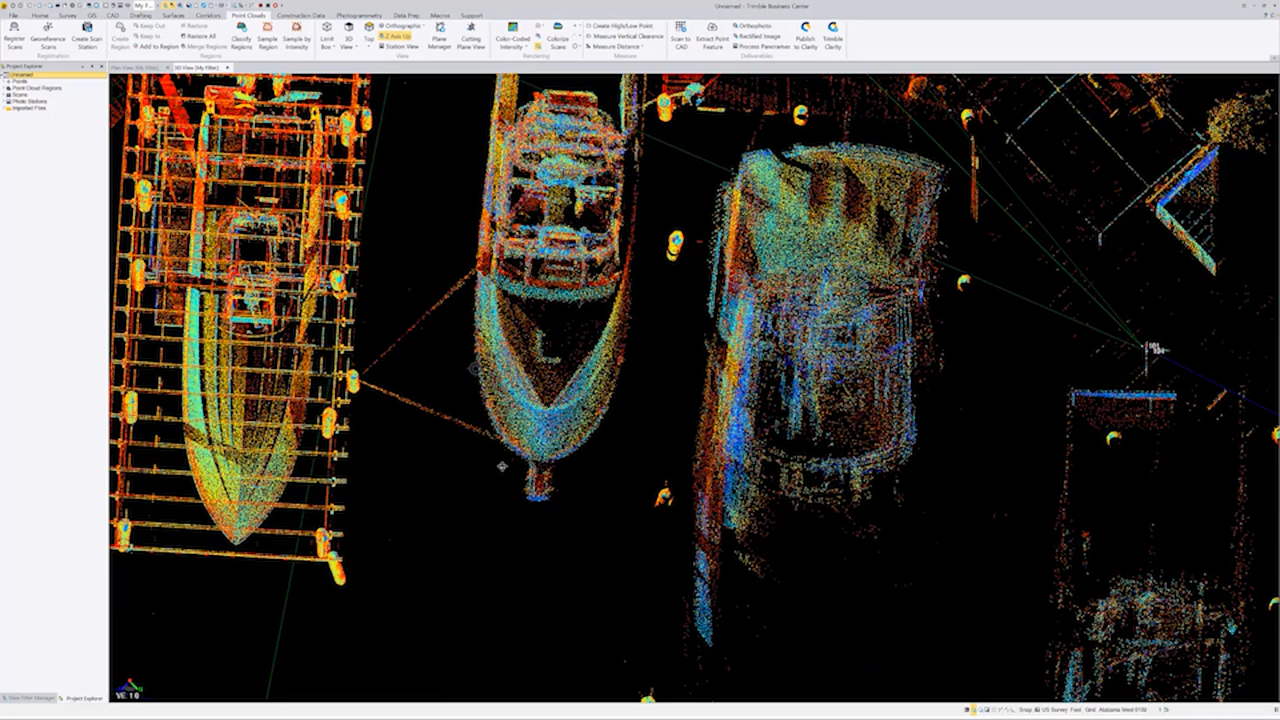 Unnamed - Trimble Business Center
File Home Survey GIS CAD Drafting Surfaces Corridors Point Clouds Construction Data Photogrammetry Data Prep Macros Support
Register Scans
Georeference Scans
Create Scan Station
Registration
Create Region
Keep Out
Keep In
Add to Region
Restore
Restore All
Merge Regions
Classify Regions
Sample Region
Sample by Intensity
Regions
Limit Box
3D View
Top
Orthographic
Z Axis Up
Station View
View
Plane Manager
Cutting Plane View
Color-Coded Intensity
Colorize Scans
Rendering
Create High/Low Point
Measure Vertical Clearance
Measure Distance
Measure
Scan to CAD
Extract Point Feature
Orthophoto
Rectified Image
Process Panoramas
Publish to Clarity
Trimble Clarity
Deliverables
Project Explorer
Plan View (My Filter)
3D View (My Filter)
Unnamed
Points
Point Cloud Regions
Scans
Photo Stations
Imported Files
VE: 1.0
View Filter Manager
Project Explorer
Snap
US Survey Foot
Grid
Alabama West 0102